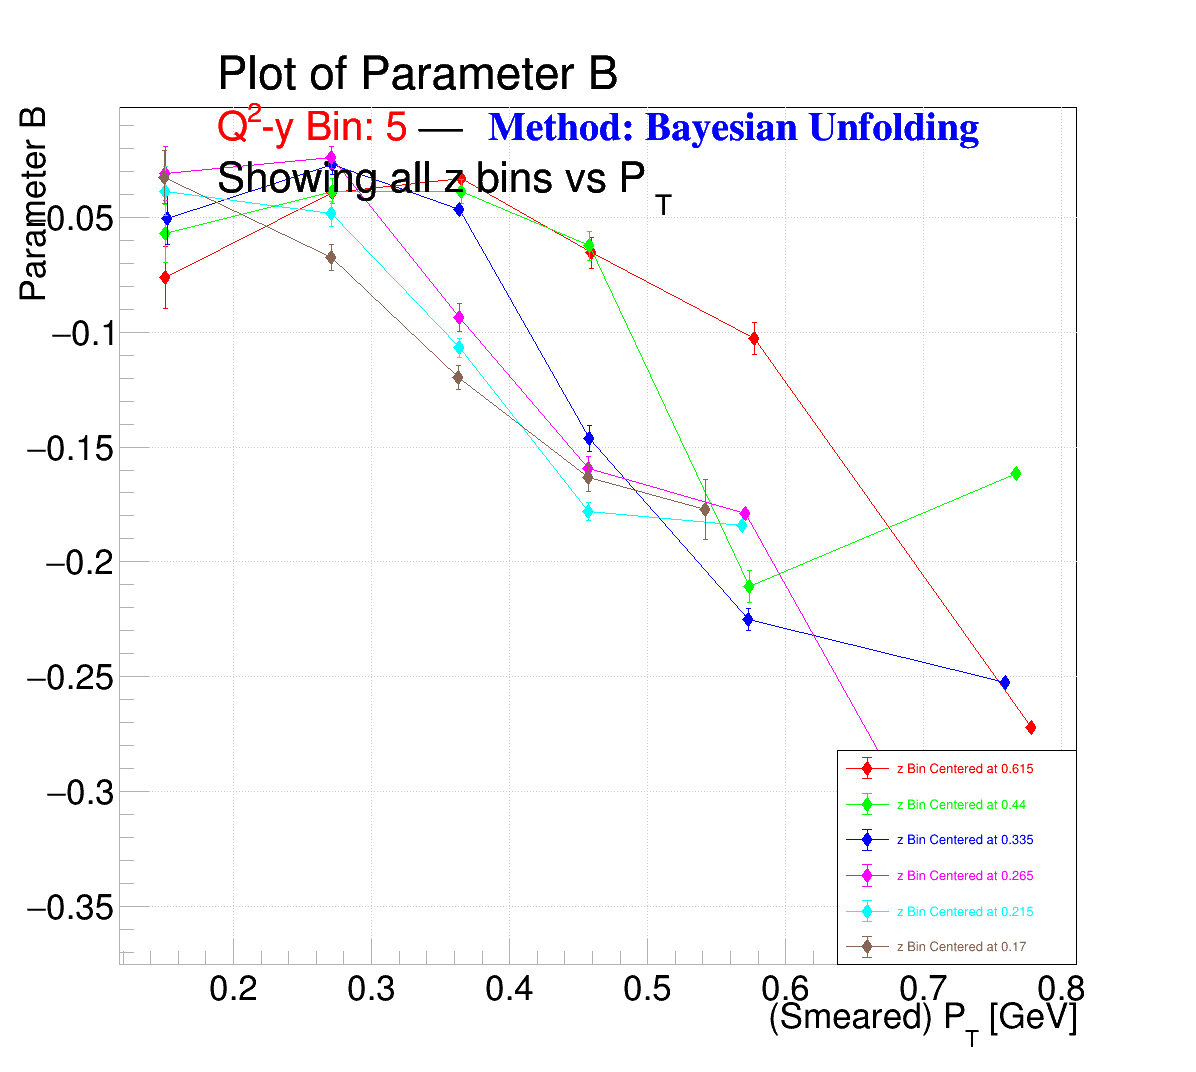 Plot of Parameter B
Q²-y Bin: 5 — Method: Bayesian Unfolding
Showing all z bins vs P T
Parameter B
0.05
−0.1
−0.15
−0.2
−0.25
−0.3
−0.35
z Bin Centered at 0.615
z Bin Centered at 0.44
z Bin Centered at 0.335
z Bin Centered at 0.265
z Bin Centered at 0.215
z Bin Centered at 0.17
0.2 0.3 0.4 0.5 0.6 0.7 0.8
(Smeared) P T [GeV]